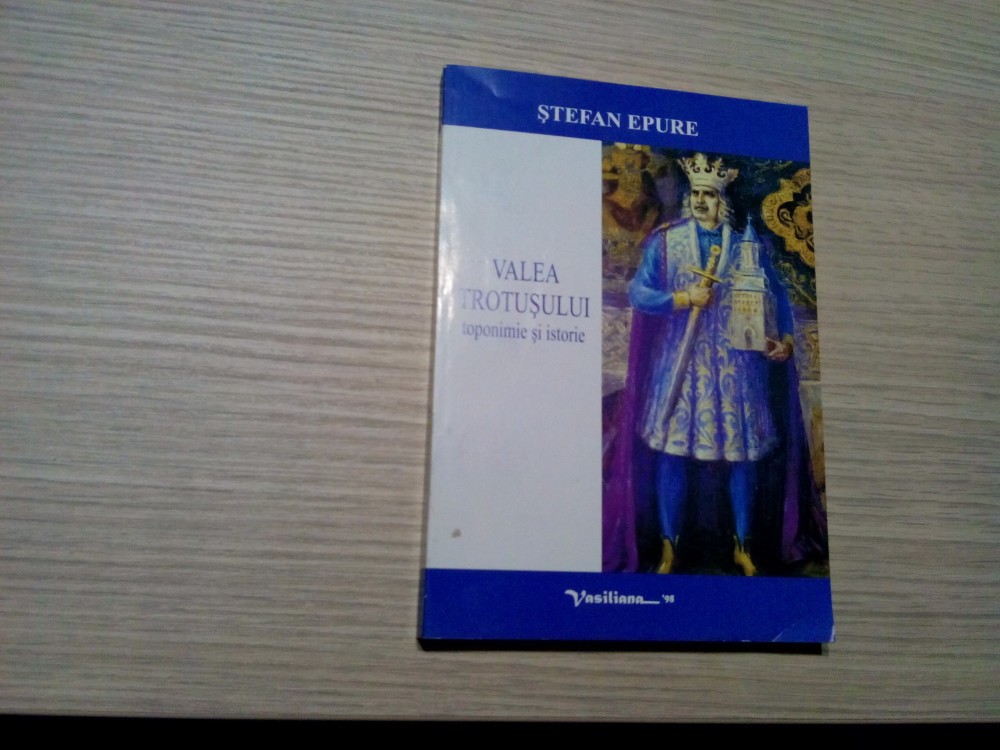 ŞTEFAN EPURE
VALEA
TROTUŞULUI
toponimie şi istorie
Vasiliana '98